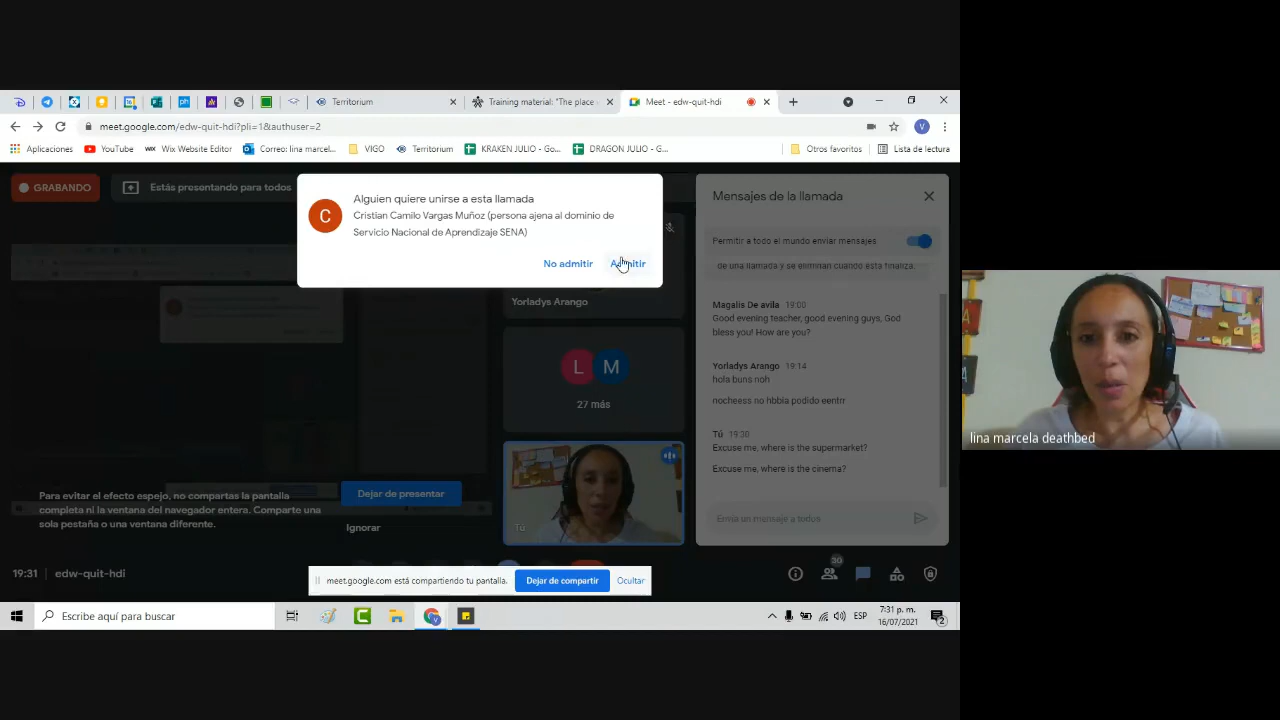 Territorium
Training material: "The place
Meet - edw-quit-hdi
meet.google.com/edw-quit-hdi?pli=1&authuser=2
V
Aplicaciones
YouTube
Wix Website Editor
Correo: lina marcel...
VIGO
Territorium
KRAKEN JULIO - Go...
DRAGON JULIO - G...
Otros favoritos
Lista de lectura
GRABANDO
Estás presentando para todos
Alguien quiere unirse a esta llamada
C
Cristian Camilo Vargas Muñoz (persona ajena al dominio de
Servicio Nacional de Aprendizaje SENA)
No admitir
Admitir
Yorladys Arango
L M
27 más
Tú
Para evitar el efecto espejo, no compartas la pantalla
completa ni la ventana del navegador entera. Comparte una
sola pestaña o una ventana diferente.
Dejar de presentar
Ignorar
Mensajes de la llamada
Permitir a todo el mundo enviar mensajes
de una llamada y se eliminan cuando esta finaliza.
Magalis De avila 19:00
Good evening teacher, good evening guys, God
bless you! How are you?
Yorladys Arango 19:14
hola buns noh
nocheess no hbbia podido eentrr
Tú 19:30
Excuse me, where is the supermarket?
Excuse me, where is the cinema?
Envía un mensaje a todos
19:31 | edw-quit-hdi
30
meet.google.com está compartiendo tu pantalla.
Dejar de compartir
Ocultar
Escribe aquí para buscar
ESP
7:31 p. m.
16/07/2021
2
lina marcela deathbed